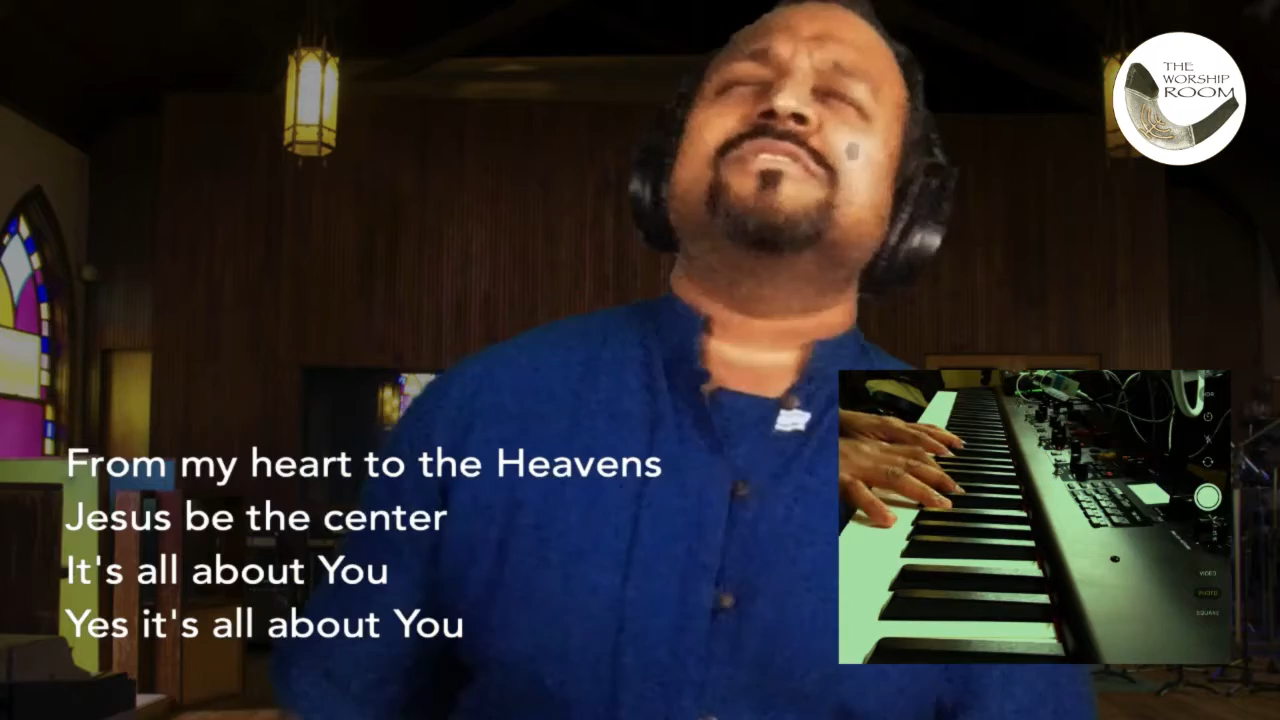 THE
WORSHIP
ROOM
From my heart to the Heavens
Jesus be the center
It's all about You
Yes it's all about You
VIDEO
PHOTO
SQUARE